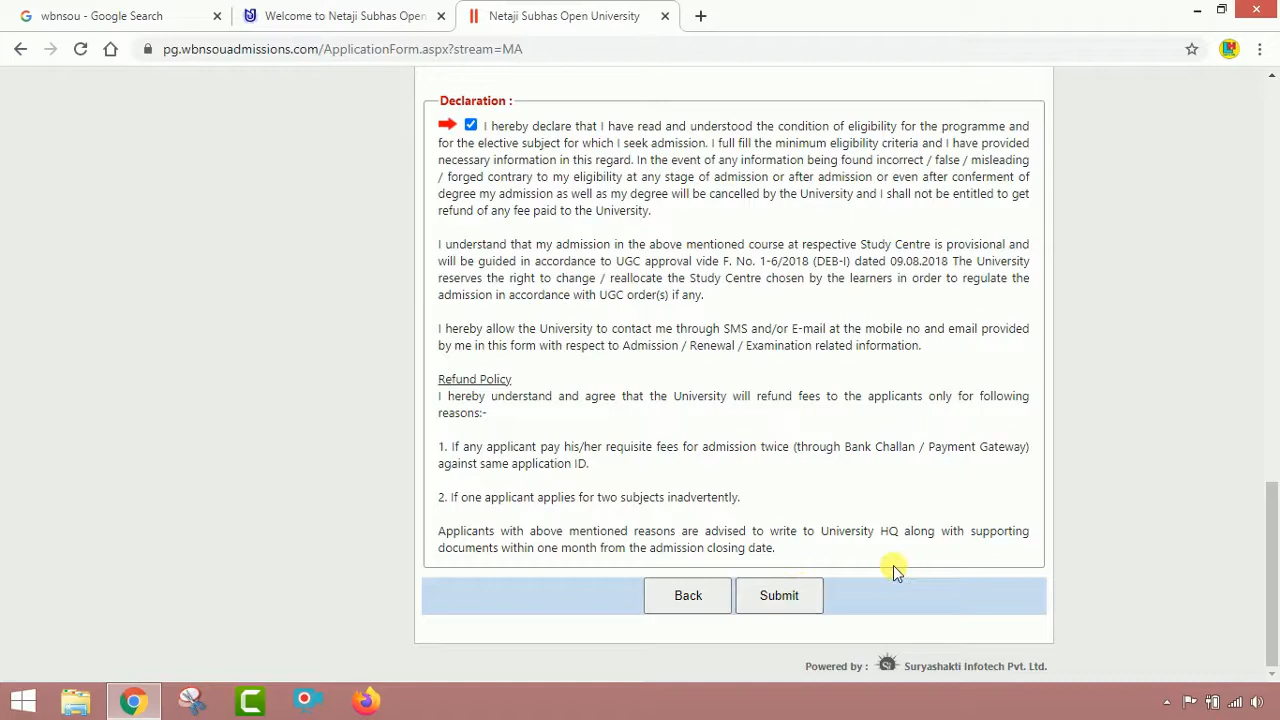 wbnsou - Google Search
Welcome to Netaji Subhas Open
Netaji Subhas Open University
pg.wbnsouadmissions.com/ApplicationForm.aspx?stream=MA
Declaration :
I hereby declare that I have read and understood the condition of eligibility for the programme and
for the elective subject for which I seek admission. I full fill the minimum eligibility criteria and I have provided
necessary information in this regard. In the event of any information being found incorrect / false / misleading
/ forged contrary to my eligibility at any stage of admission or after admission or even after conferment of
degree my admission as well as my degree will be cancelled by the University and I shall not be entitled to get
refund of any fee paid to the University.
I understand that my admission in the above mentioned course at respective Study Centre is provisional and
will be guided in accordance to UGC approval vide F. No. 1-6/2018 (DEB-I) dated 09.08.2018 The University
reserves the right to change / reallocate the Study Centre chosen by the learners in order to regulate the
admission in accordance with UGC order(s) if any.
I hereby allow the University to contact me through SMS and/or E-mail at the mobile no and email provided
by me in this form with respect to Admission / Renewal / Examination related information.
Refund Policy
I hereby understand and agree that the University will refund fees to the applicants only for following
reasons:-
1. If any applicant pay his/her requisite fees for admission twice (through Bank Challan / Payment Gateway)
against same application ID.
2. If one applicant applies for two subjects inadvertently.
Applicants with above mentioned reasons are advised to write to University HQ along with supporting
documents within one month from the admission closing date.
Back
Submit
Powered by :
Suryashakti Infotech Pvt. Ltd.